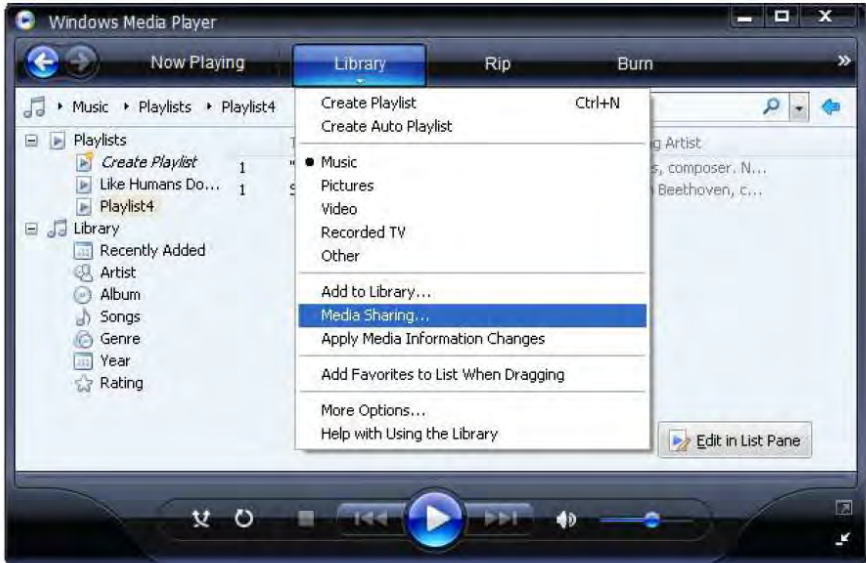 Windows Media Player
Now Playing Library Rip Burn »
Music Playlists Playlist4
Create Playlist Ctrl+N
Create Auto Playlist
Playlists
Create Playlist 1
Like Humans Do... 1
Playlist4
Library
Recently Added
Artist
Album
Songs
Genre
Year
Rating
Music
Pictures
Video
Recorded TV
Other
Add to Library...
Media Sharing...
Apply Media Information Changes
Add Favorites to List When Dragging
More Options...
Help with Using the Library
Artist
, composer. N...
Beethoven, c...
Edit in List Pane